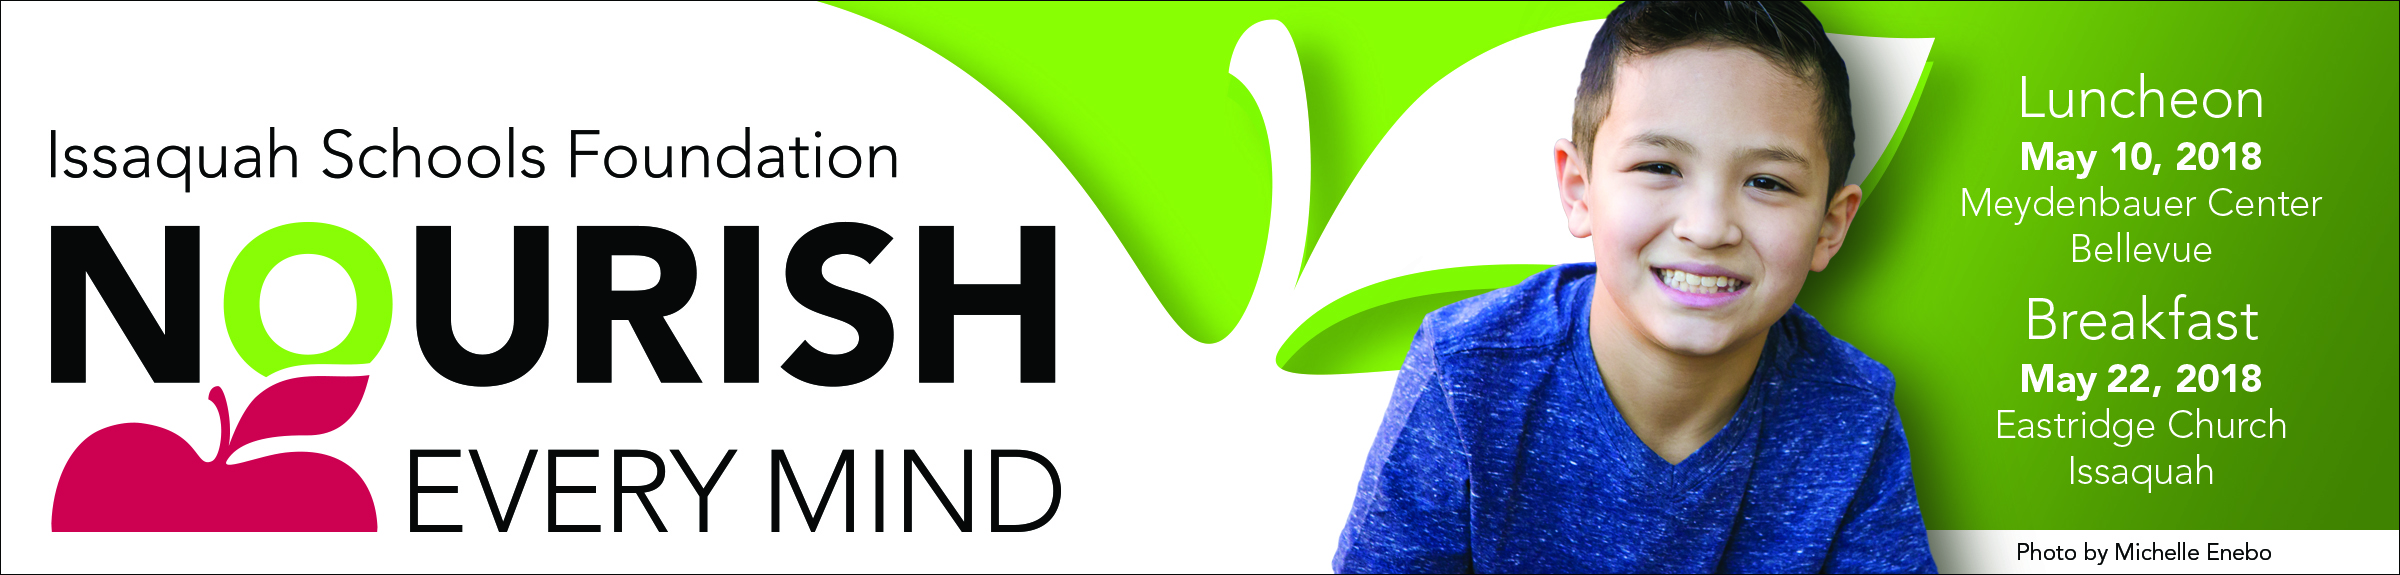 Issaquah Schools Foundation
NOURISH
EVERY MIND
Luncheon
May 10, 2018
Meydenbauer Center
Bellevue
Breakfast
May 22, 2018
Eastridge Church
Issaquah
Photo by Michelle Enebo